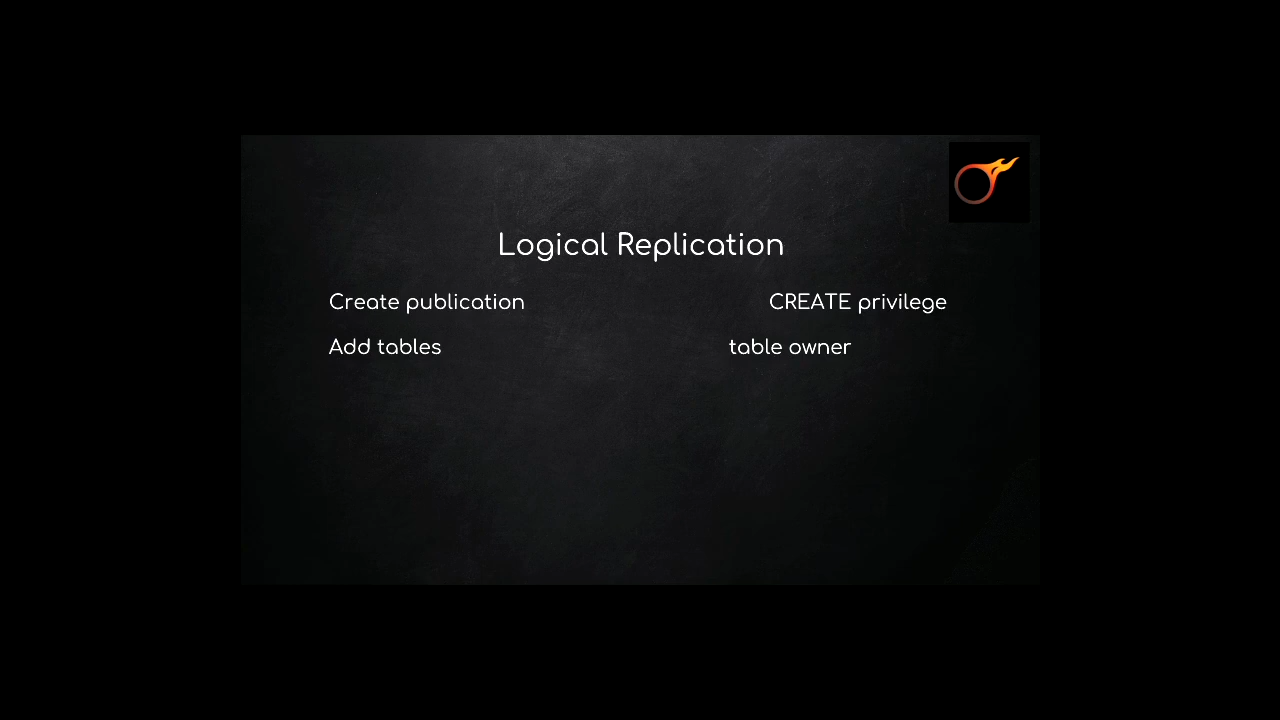 Logical Replication
Create publication CREATE privilege
Add tables table owner